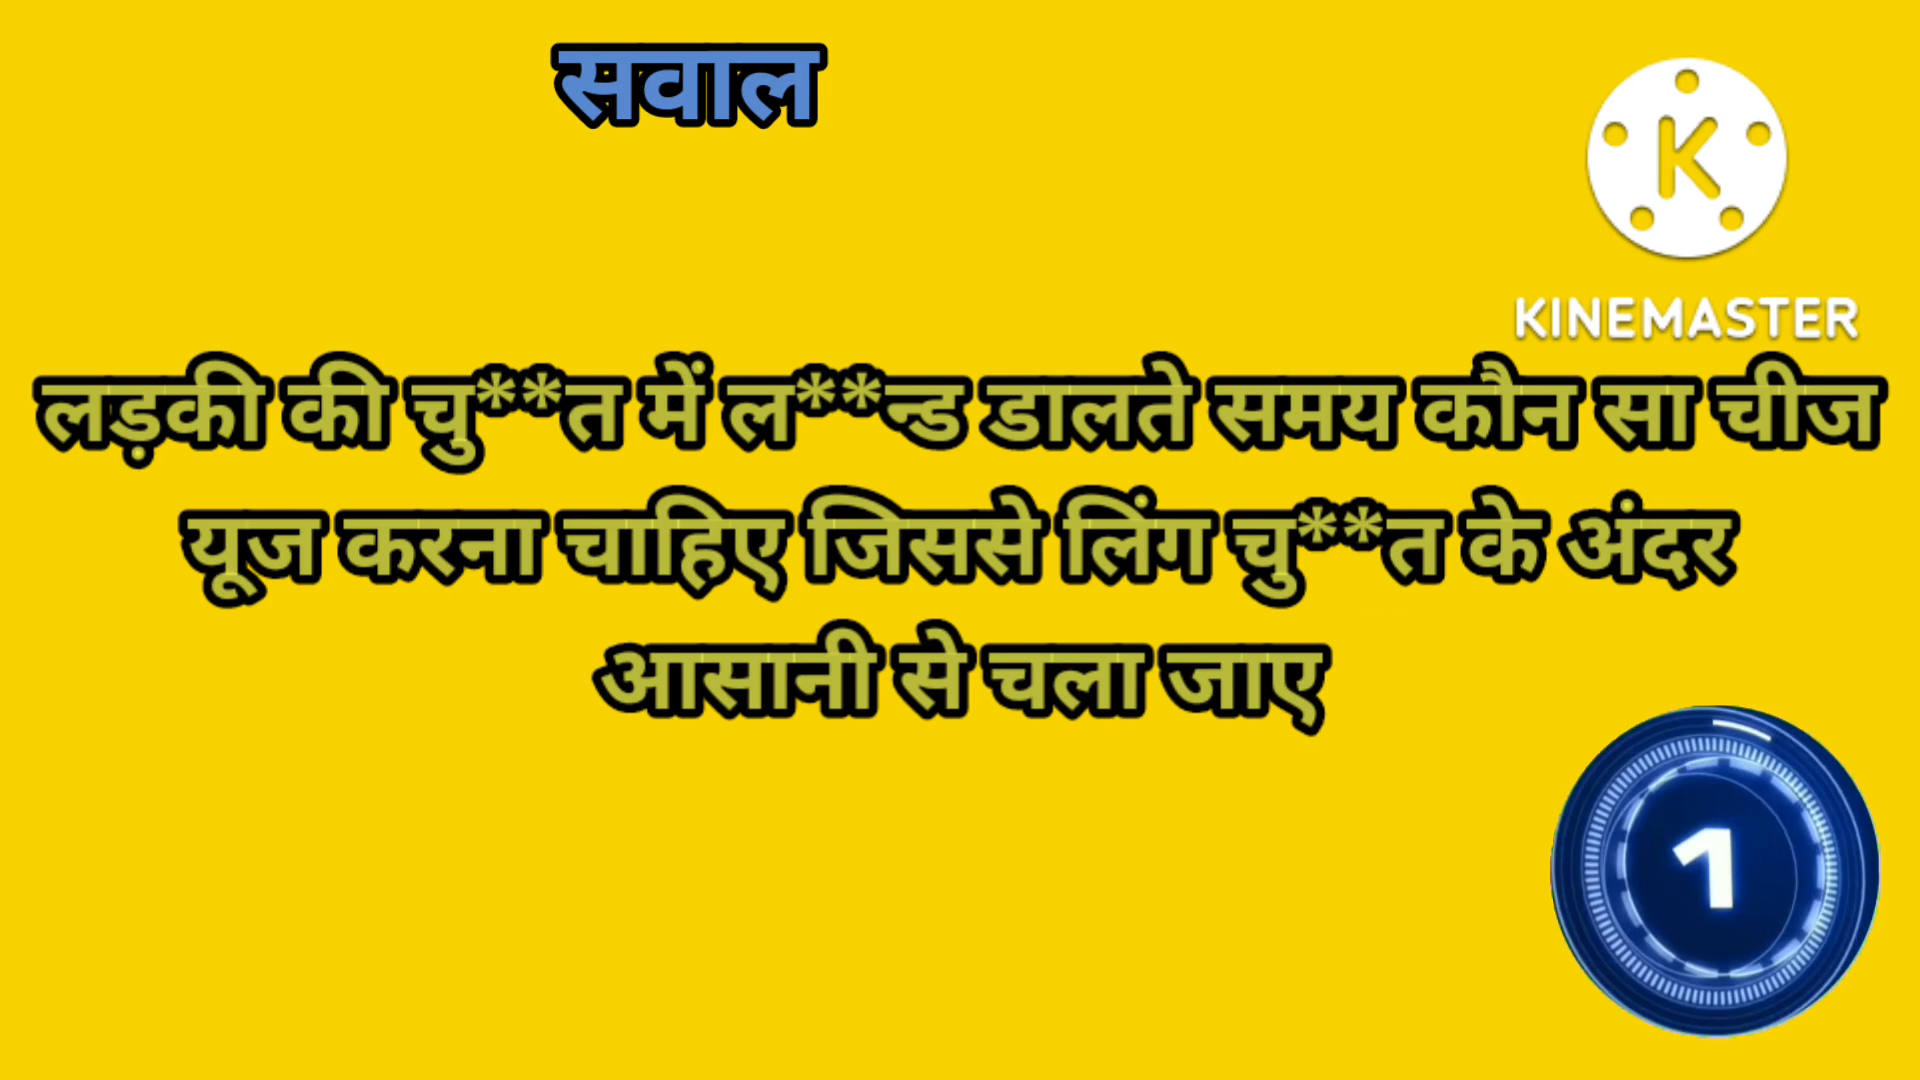 सवाल
KINEMASTER
लड़की की चु**त में ल**न्ड डालते समय कौन सा चीज
यूज करना चाहिए जिससे लिंग चु**त के अंदर
आसानी से चला जाए
1